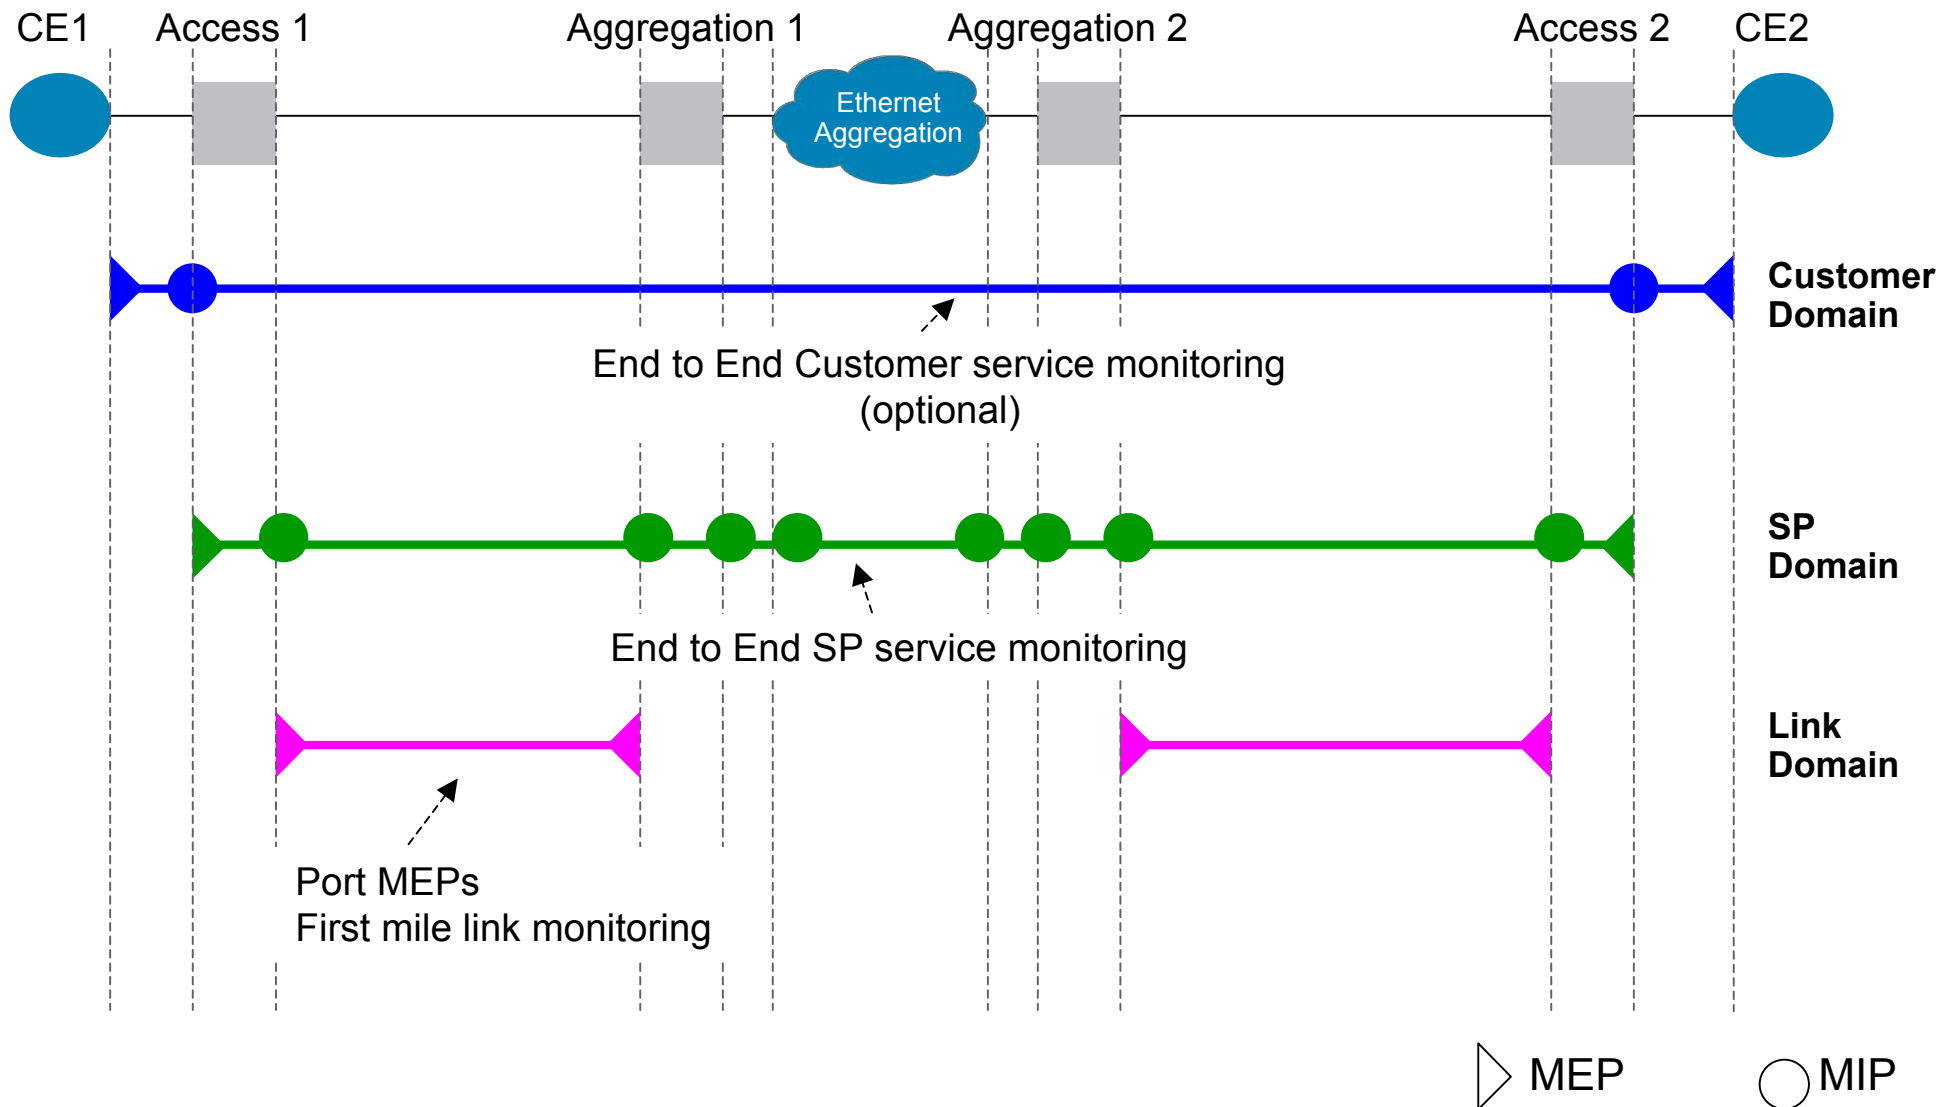 CE1
Access 1
Aggregation 1
Aggregation 2
Access 2
CE2
Ethernet
Aggregation
Customer
Domain
End to End Customer service monitoring
(optional)
SP
Domain
End to End SP service monitoring
Link
Domain
Port MEPs
First mile link monitoring
MEP
MIP